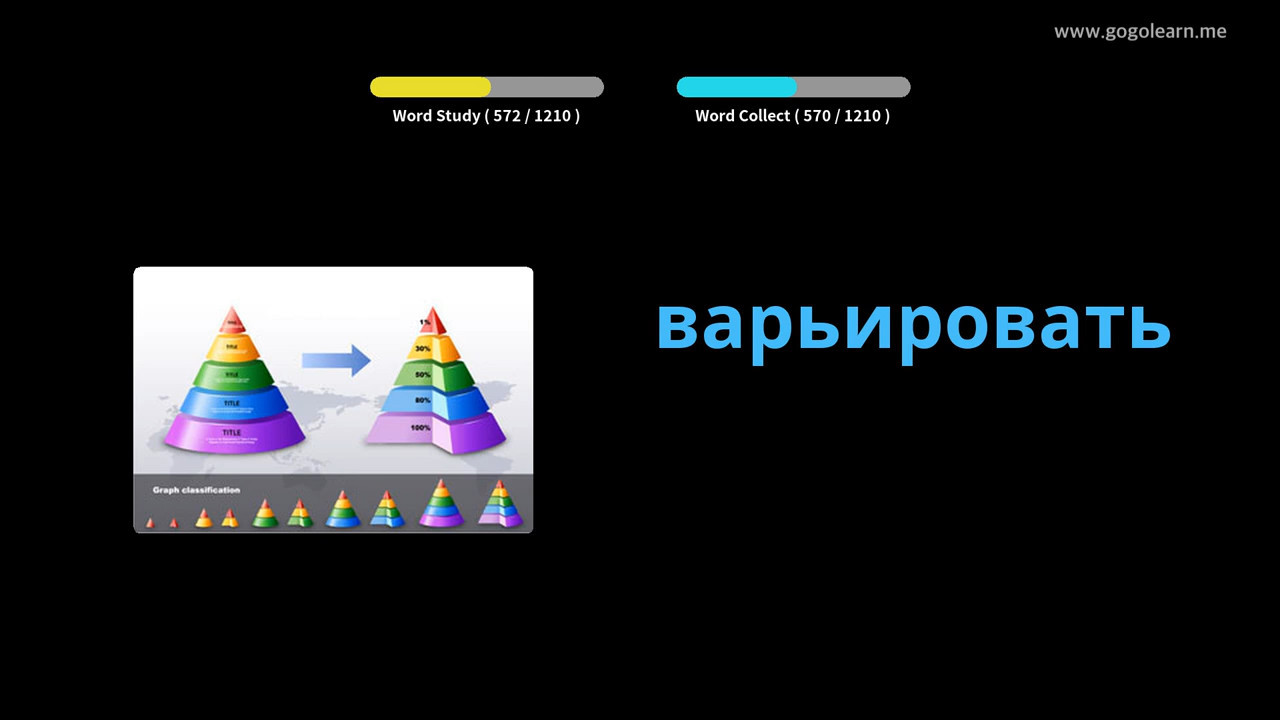 www.gogolearn.me
Word Study ( 572 / 1210 )
Word Collect ( 570 / 1210 )
варьировать
TITLE
TITLE
TITLE
TITLE
1%
30%
50%
80%
100%
Graph classification